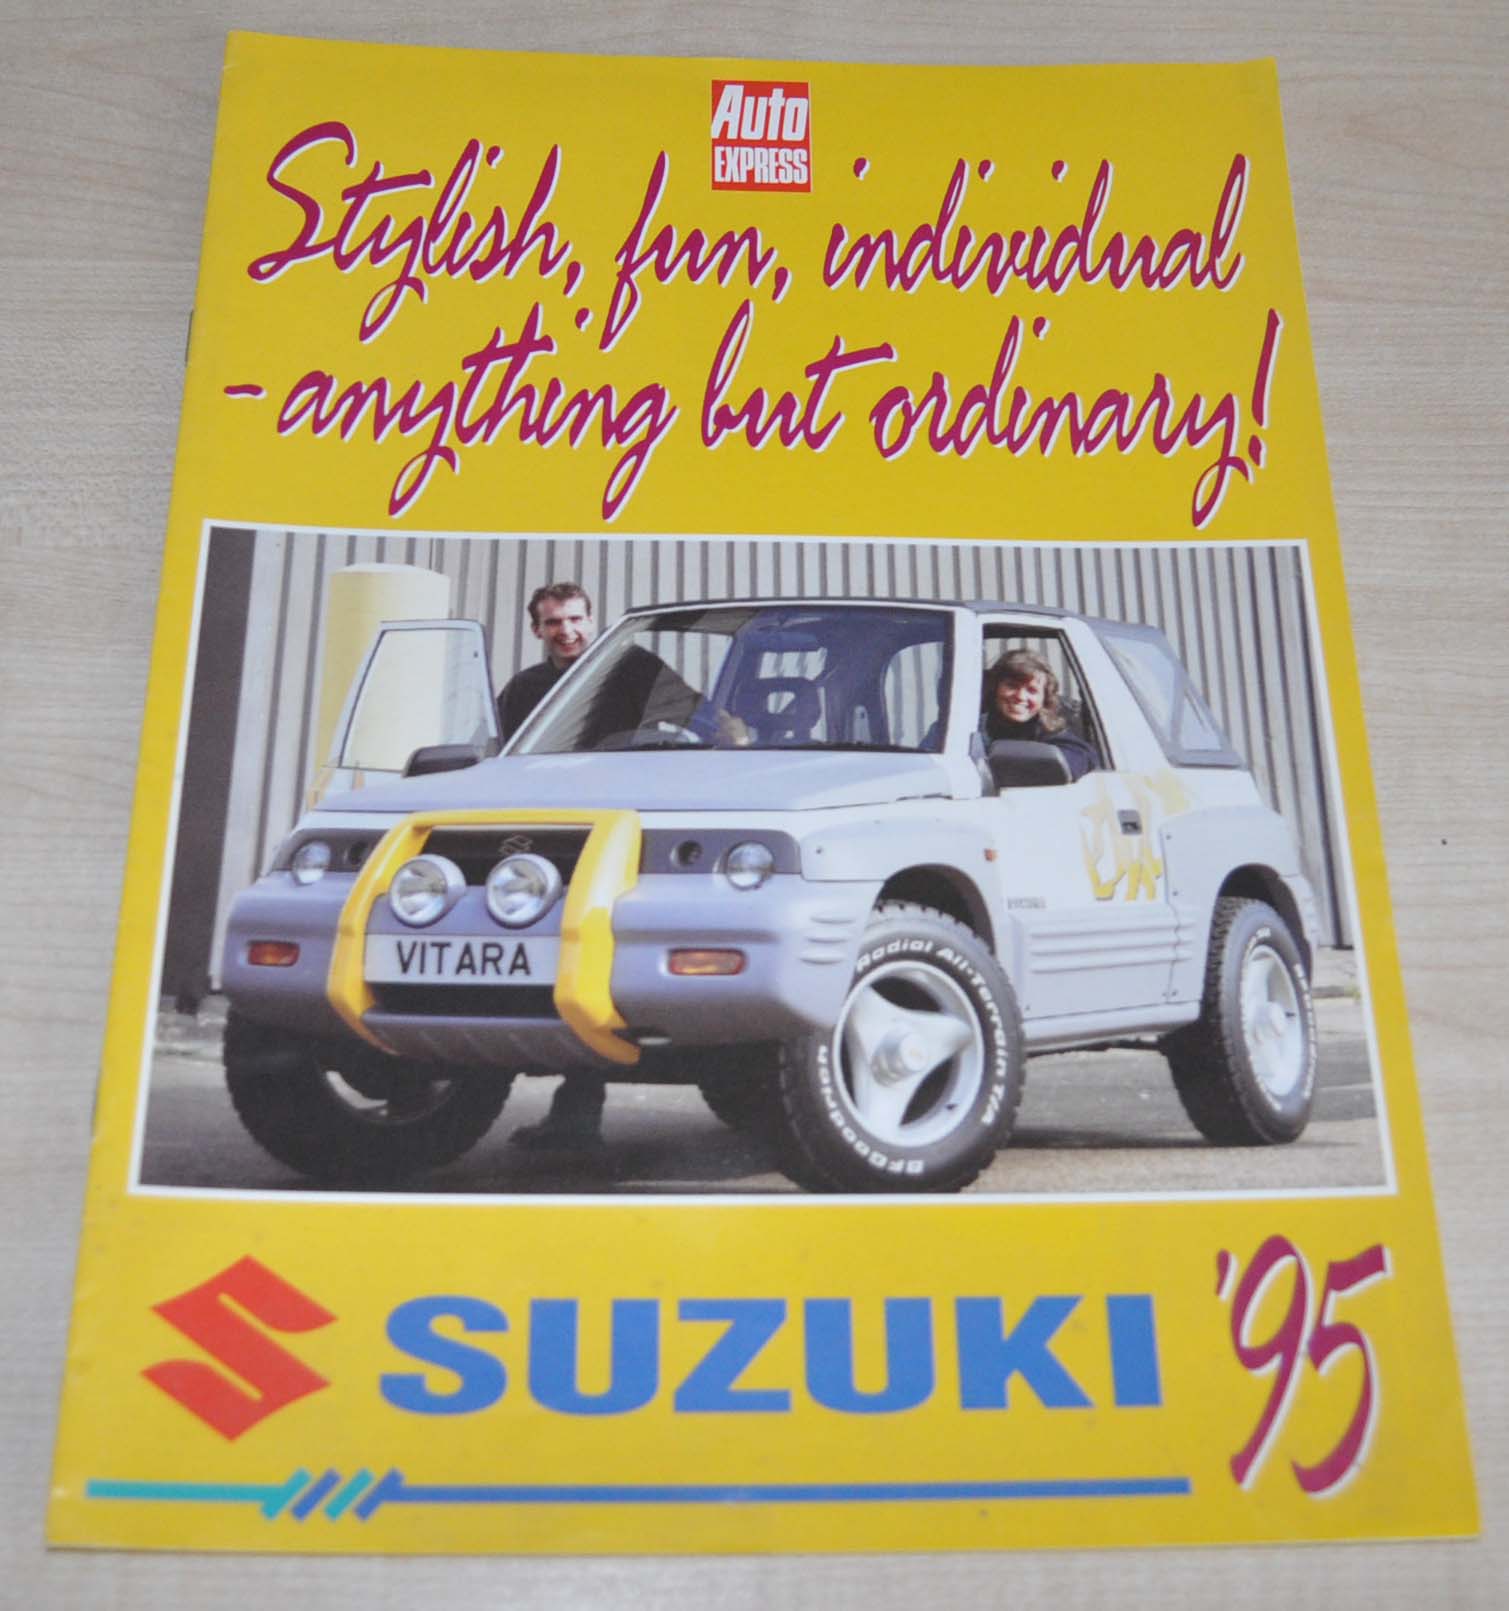 Auto
EXPRESS
Stylish, fun, individual
- anything but ordinary!
VITARA
Radial All-Terrain T/A
BFGOODRICH
SUZUKI '95